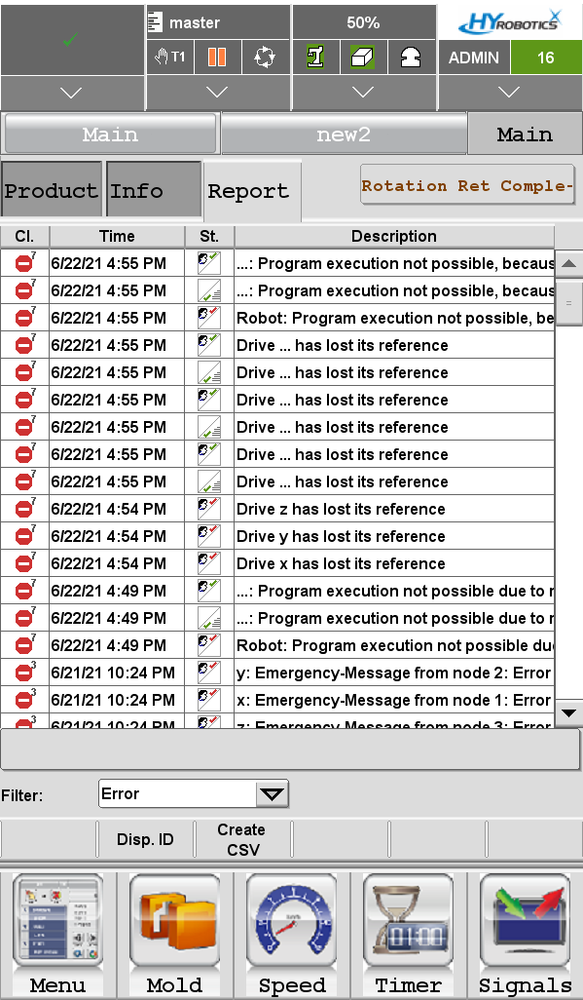 master
50%
HYROBOTICS
T1
ADMIN
16
Main
new2
Main
Product
Info
Report
Rotation Ret Comple-
Cl. Time St. Description
7 6/22/21 4:55 PM ...: Program execution not possible, becaus
7 6/22/21 4:55 PM ...: Program execution not possible, becaus
7 6/22/21 4:55 PM Robot: Program execution not possible, be
7 6/22/21 4:55 PM Drive ... has lost its reference
7 6/22/21 4:55 PM Drive ... has lost its reference
7 6/22/21 4:55 PM Drive ... has lost its reference
7 6/22/21 4:55 PM Drive ... has lost its reference
7 6/22/21 4:55 PM Drive ... has lost its reference
7 6/22/21 4:55 PM Drive ... has lost its reference
7 6/22/21 4:54 PM Drive z has lost its reference
7 6/22/21 4:54 PM Drive y has lost its reference
7 6/22/21 4:54 PM Drive x has lost its reference
7 6/22/21 4:49 PM ...: Program execution not possible due to r
7 6/22/21 4:49 PM ...: Program execution not possible due to r
7 6/22/21 4:49 PM Robot: Program execution not possible du
3 6/21/21 10:24 PM y: Emergency-Message from node 2: Error
3 6/21/21 10:24 PM x: Emergency-Message from node 1: Error
3 6/21/21 10:24 PM z: Emergency-Message from node 3: Error
Filter:
Error
Disp. ID
Create
CSV
01:00
Menu
Mold
Speed
Timer
Signals